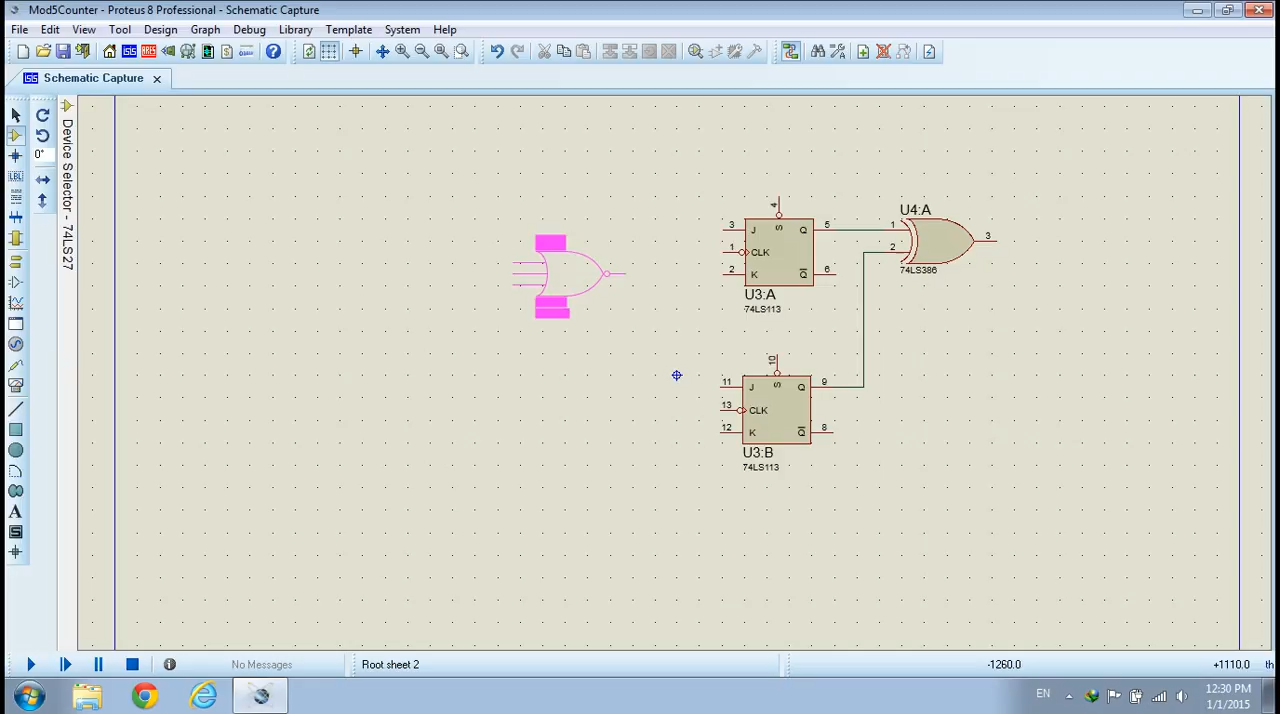 Mod5Counter - Proteus 8 Professional - Schematic Capture
File Edit View Tool Design Graph Debug Library Template System Help
Schematic Capture
0°
LBL
A
S
Device Selector - 74LS27
U4:A
74LS386
1
2
3
4
S
3 J Q 5
1 CLK
2 K Q 6
U3:A
74LS113
10
S
11 J Q 9
13 CLK
12 K Q 8
U3:B
74LS113
No Messages
Root sheet 2
-1260.0
+1110.0
th
EN
12:30 PM
1/1/2015